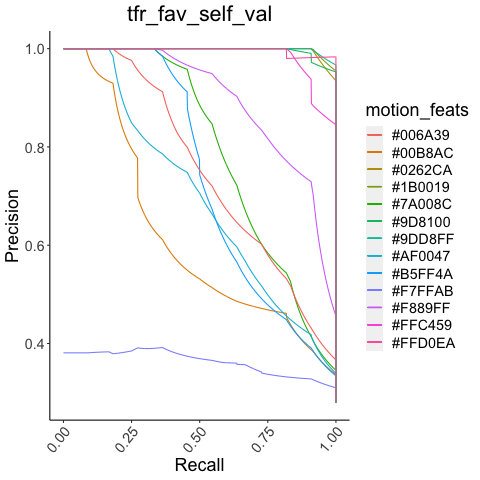 tfr_fav_self_val
Precision
1.0
0.8
0.6
0.4
0.00
0.25
0.50
0.75
1.00
Recall
motion_feats
#006A39
#00B8AC
#0262CA
#1B0019
#7A008C
#9D8100
#9DD8FF
#AF0047
#B5FF4A
#F7FFAB
#F889FF
#FFC459
#FFD0EA